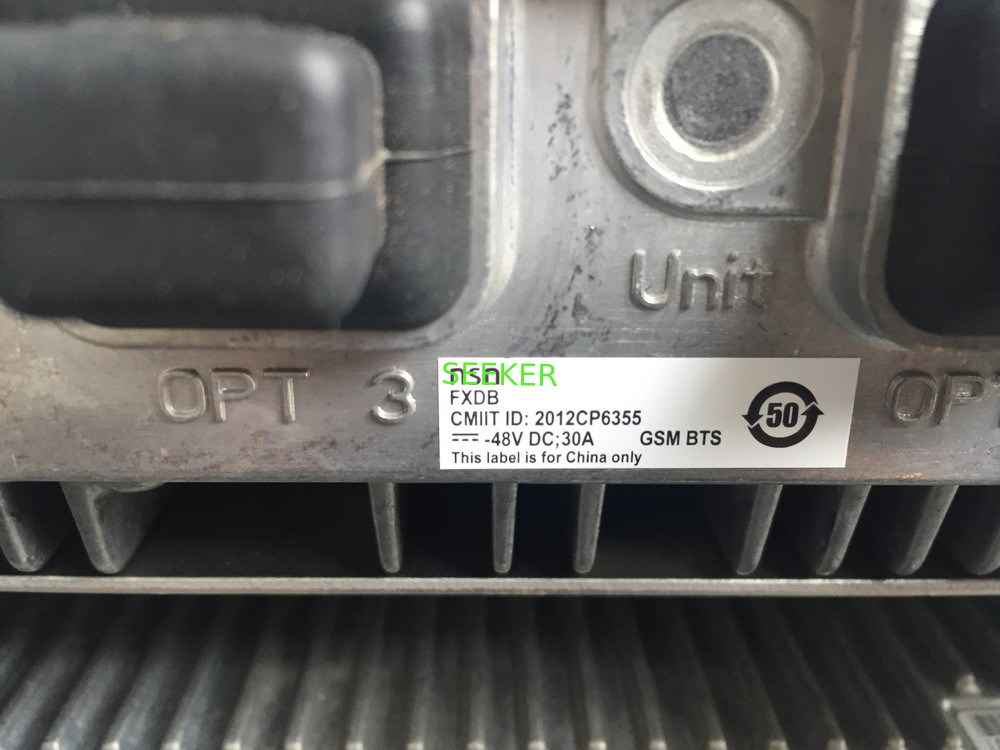 Unit
OPT 3
OPT
nsn
SEEKER
FXDB
CMIIT ID: 2012CP6355
-48V DC;30A GSM BTS
This label is for China only
50